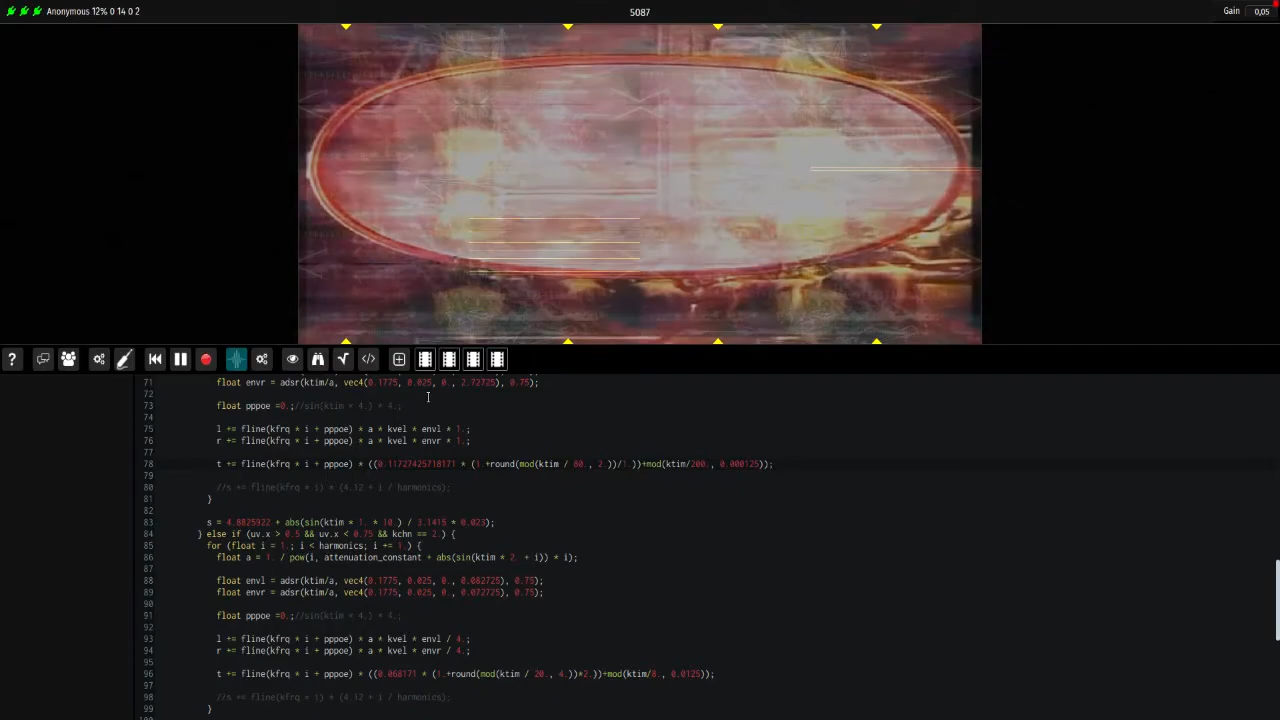 Anonymous 12% 0 14 0 2
5087
Gain 0,05
?
71 float envr = adsr(ktim/a, vec4(0.1775, 0.025, 0., 2.72725), 0.75);
72
73 float pppoe =0.;//sin(ktim * 4.) * 4.;
74
75 l += fline(kfrq * i + pppoe) * a * kvel * envl * 1.;
76 r += fline(kfrq * i + pppoe) * a * kvel * envr * 1.;
77
78 t += fline(kfrq * i + pppoe) * ((0.11727425718171 * (1.+round(mod(ktim / 80., 2.))/1.))+mod(ktim/200., 0.000125));
79
80 //s += fline(kfrq * i) * (4.12 + i / harmonics);
81 }
82
83 s = 4.8825922 + abs(sin(ktim * 1. * 10.) / 3.1415 * 0.023);
84 } else if (uv.x > 0.5 && uv.x < 0.75 && kchn == 2.) {
85 for (float i = 1.; i < harmonics; i += 1.) {
86 float a = 1. / pow(i, attenuation_constant + abs(sin(ktim * 2. + i)) * i);
87
88 float envl = adsr(ktim/a, vec4(0.1775, 0.025, 0., 0.082725), 0.75);
89 float envr = adsr(ktim/a, vec4(0.1775, 0.025, 0., 0.072725), 0.75);
90
91 float pppoe =0.;//sin(ktim * 4.) * 4.;
92
93 l += fline(kfrq * i + pppoe) * a * kvel * envl / 4.;
94 r += fline(kfrq * i + pppoe) * a * kvel * envr / 4.;
95
96 t += fline(kfrq * i + pppoe) * ((0.068171 * (1.+round(mod(ktim / 20., 4.))*2.))+mod(ktim/8., 0.0125));
97
98 //s += fline(kfrq * i) * (4.12 + i / harmonics);
99 }